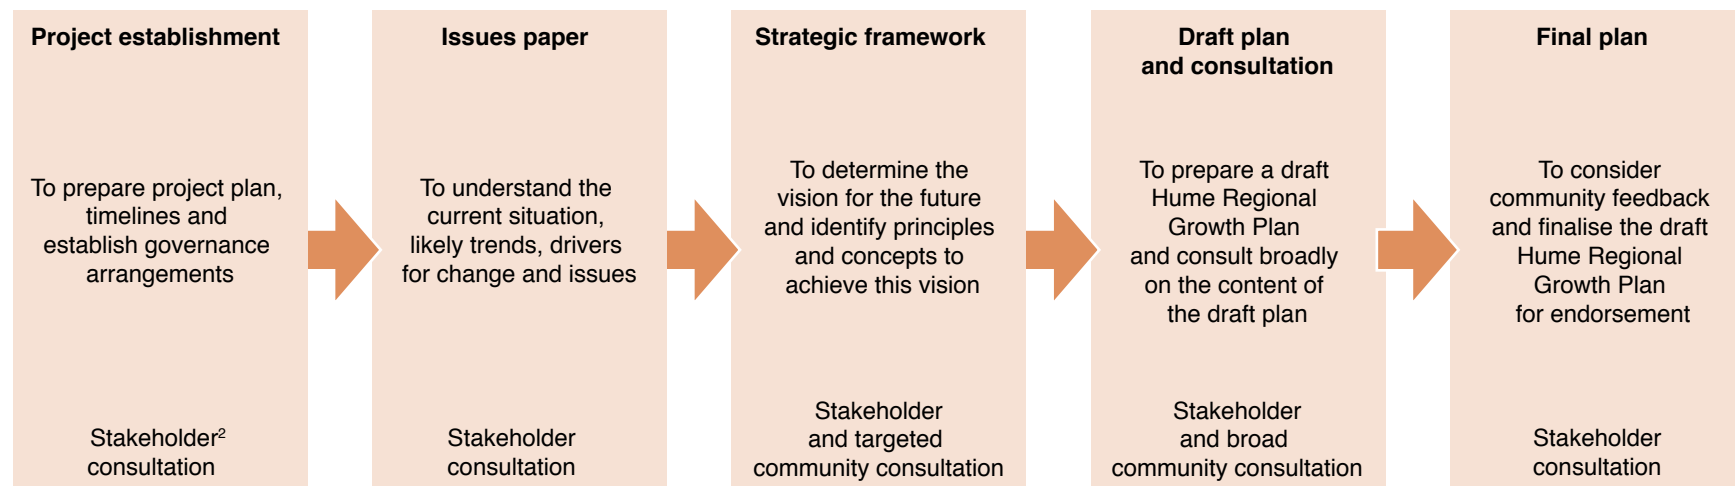 Project establishment
To prepare project plan,
timelines and
establish governance
arrangements
Stakeholder²
consultation
Issues paper
To understand the
current situation,
likely trends, drivers
for change and issues
Stakeholder
consultation
Strategic framework
To determine the
vision for the future
and identify principles
and concepts to
achieve this vision
Stakeholder
and targeted
community consultation
Draft plan
and consultation
To prepare a draft
Hume Regional
Growth Plan
and consult broadly
on the content of
the draft plan
Stakeholder
and broad
community consultation
Final plan
To consider
community feedback
and finalise the draft
Hume Regional
Growth Plan
for endorsement
Stakeholder
consultation